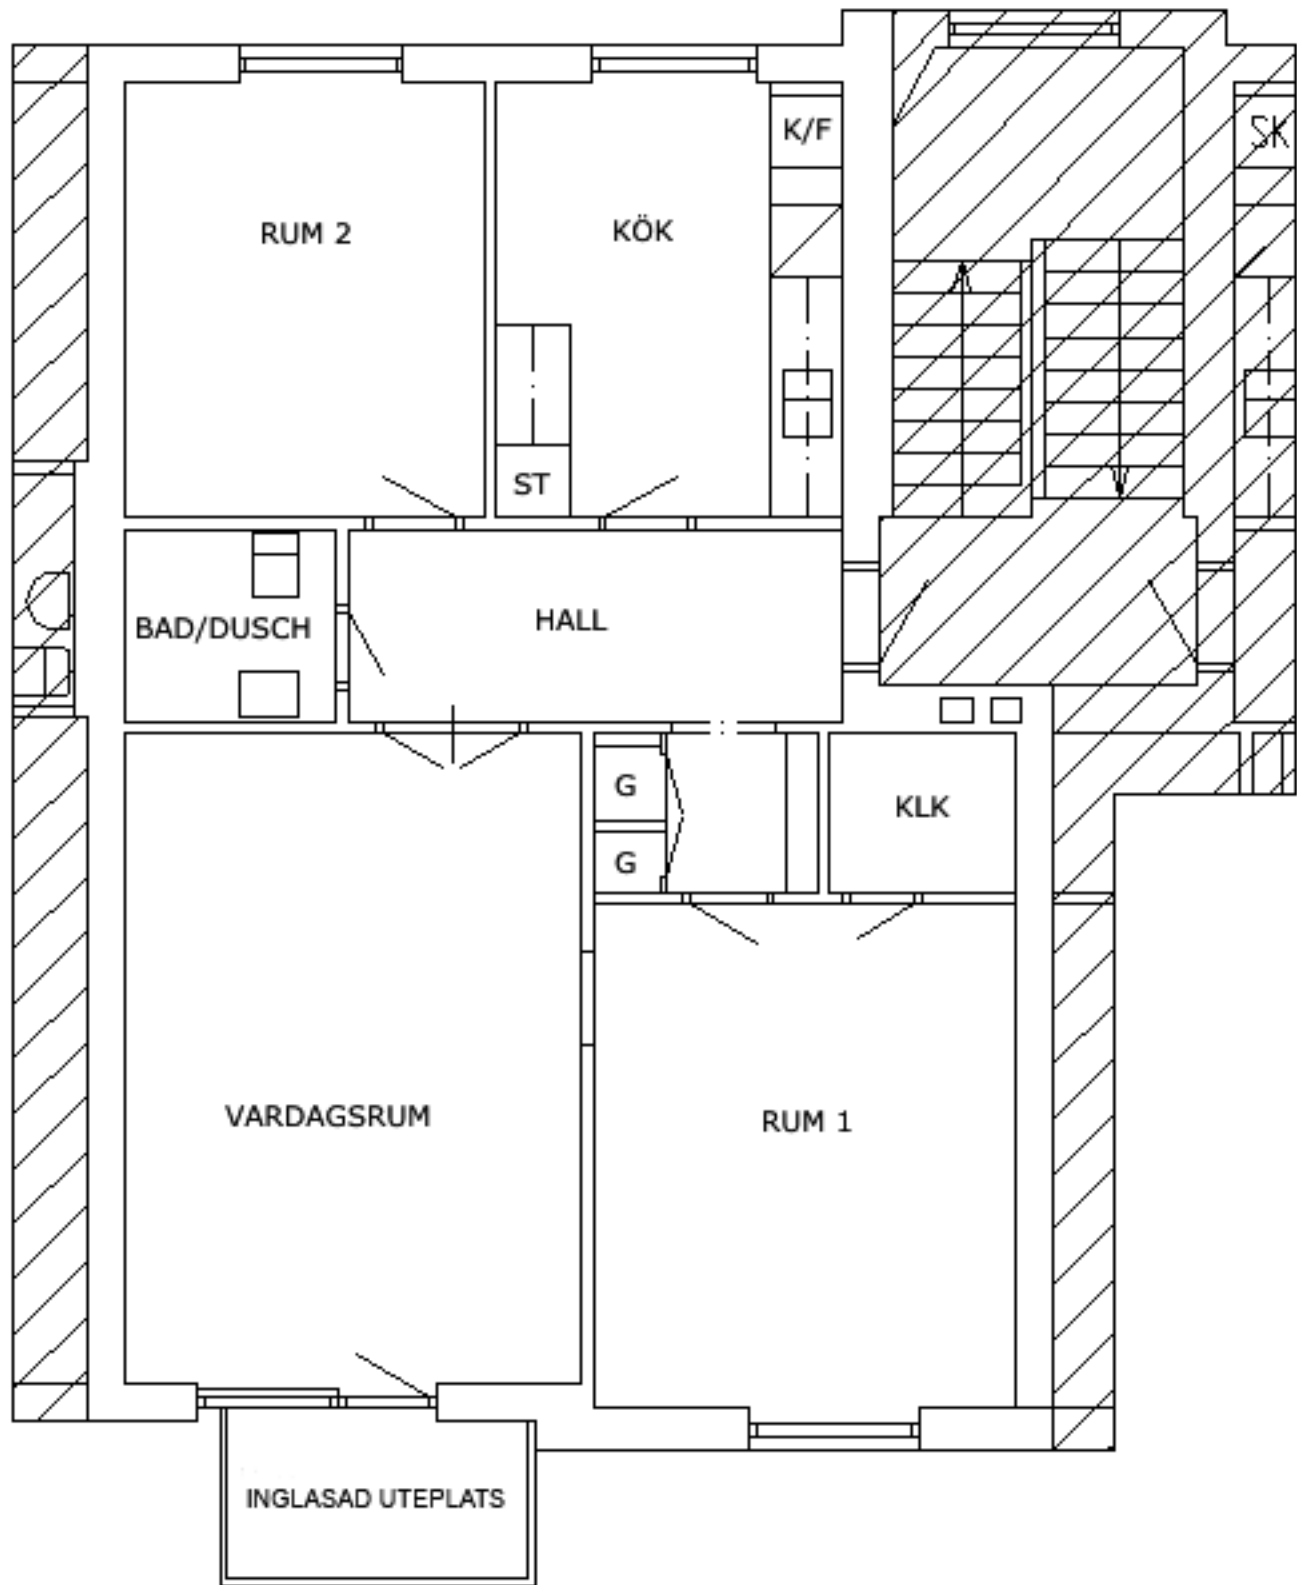 K/F
SK
RUM 2
KÖK
ST
BAD/DUSCH
HALL
G
KLK
G
VARDAGSRUM
RUM 1
INGLASAD UTEPLATS